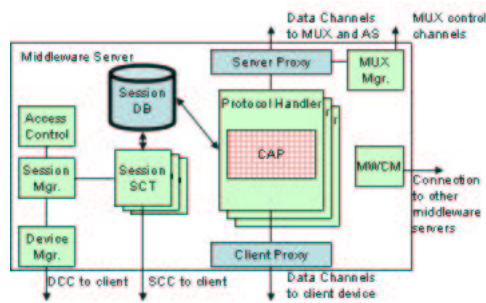 Data Channels
to MUX and AS
MUX control
channels
Middleware Server
Server Proxy
MUX
Mgr.
Session
DB
Protocol Handler
r
r
Access
Control
CAP
Session
Mgr.
Session
SCT
MWCM
Connection
to other
middleware
servers
Device
Mgr.
Client Proxy
DCC to client
SCC to client
Data Channels
to client device